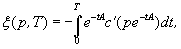 ξ(p,T) = −∫₀ᵀ e^{−tA}c′(pe^{−tA})dt,